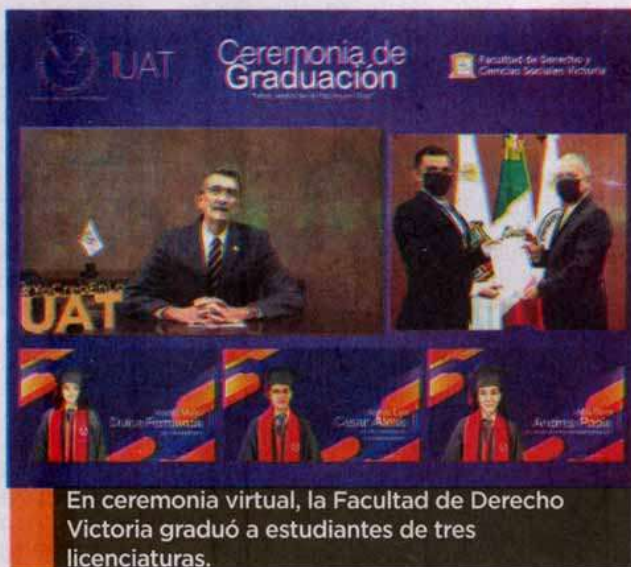 UAT
Ceremonia de
Graduación
Facultad de Derecho y
Ciencias Sociales Victoria
#YoCreoEnLa
UAT
Dulce Fernanda
César Alexis
Andrea Paola
En ceremonia virtual, la Facultad de Derecho
Victoria graduó a estudiantes de tres
licenciaturas.